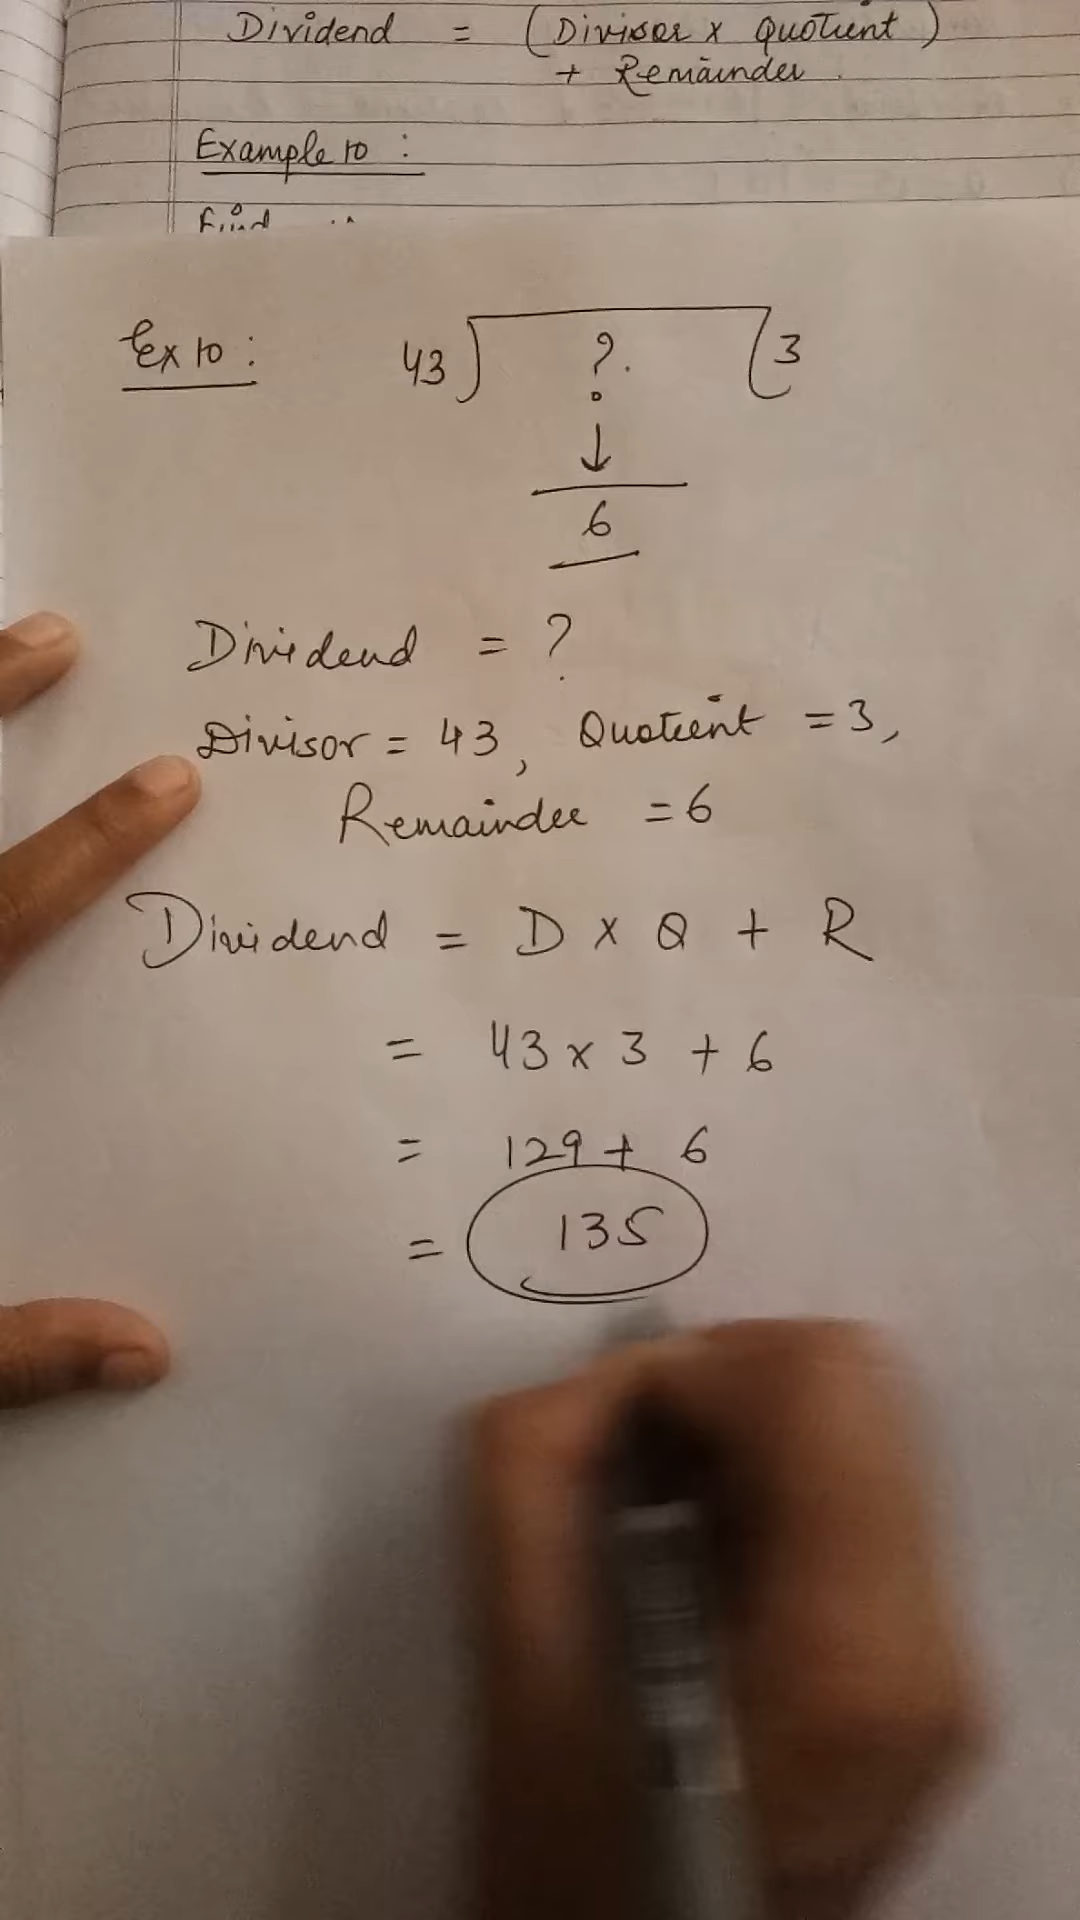 Dividend = (Divisor x Quotient)
+ Remainder.
Example 10 :
Find
Ex 10 : 43 ) ?. ( 3
6
Dividend = ?
Divisor = 43, Quotient = 3,
Remainder = 6
Dividend = D x Q + R
= 43 x 3 + 6
= 129 + 6
= 135